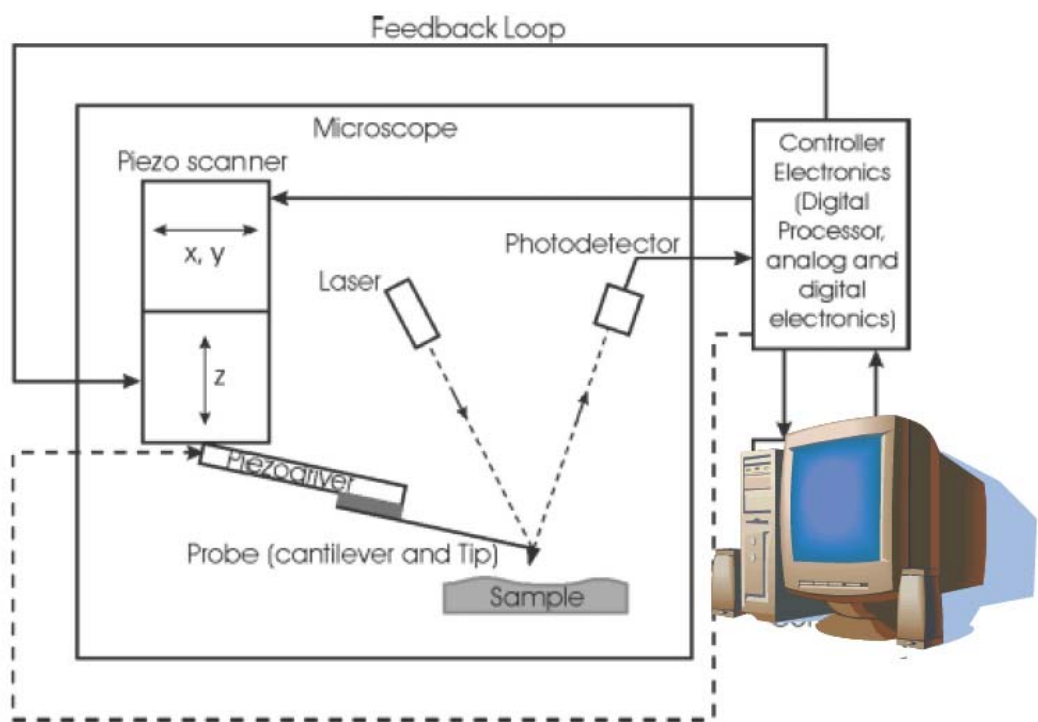 Feedback Loop
Microscope
Piezo scanner
x, y
z
Laser
Photodetector
Controller
Electronics
(Digital
Processor,
analog and
digital
electronics)
Piezodriver
Probe (cantilever and Tip)
Sample